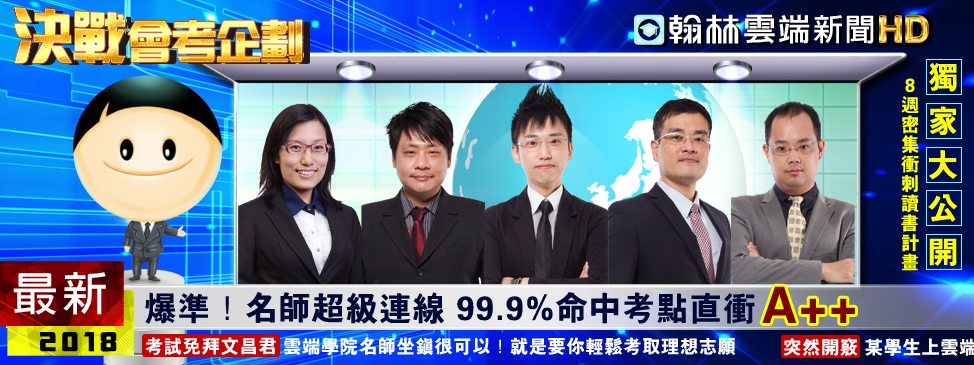 決戰會考企劃
翰林雲端新聞HD
獨家大公開
8週密集衝刺讀書計畫
最新
2018
爆準！名師超級連線 99.9%命中考點直衝A++
考試免拜文昌君 雲端學院名師坐鎮很可以！就是要你輕鬆考取理想志願 突然開竅 某學生上雲端